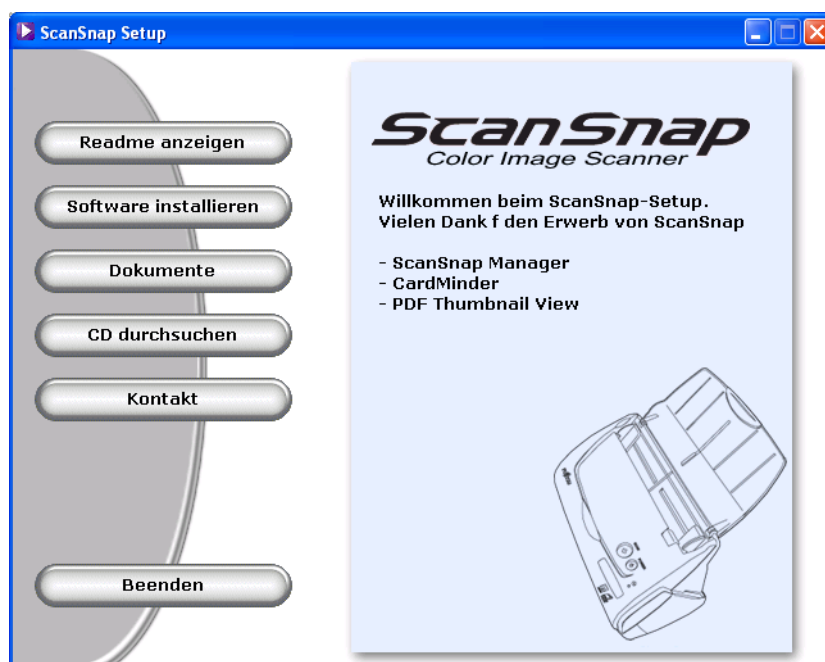 ScanSnap Setup
Readme anzeigen
Software installieren
Dokumente
CD durchsuchen
Kontakt
Beenden
ScanSnap
Color Image Scanner
Willkommen beim ScanSnap-Setup.
Vielen Dank f den Erwerb von ScanSnap
- ScanSnap Manager
- CardMinder
- PDF Thumbnail View